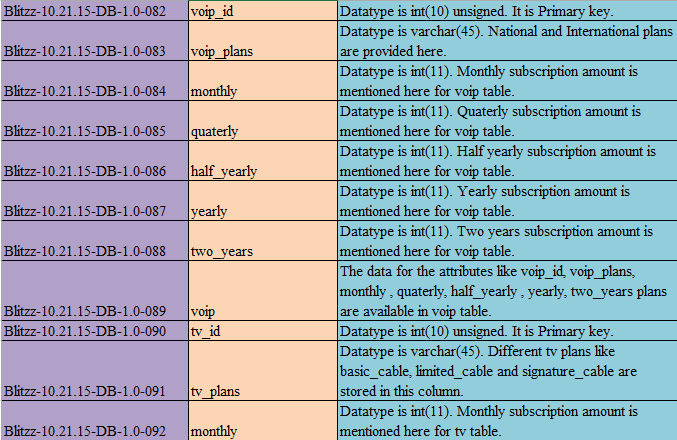 Blitzz-10.21.15-DB-1.0-082 voip_id Datatype is int(10) unsigned. It is Primary key.
Datatype is varchar(45). National and International plans
Blitzz-10.21.15-DB-1.0-083 voip_plans are provided here.
Datatype is int(11). Monthly subscription amount is
Blitzz-10.21.15-DB-1.0-084 monthly mentioned here for voip table.
Datatype is int(11). Quaterly subscription amount is
Blitzz-10.21.15-DB-1.0-085 quaterly mentioned here for voip table.
Datatype is int(11). Half yearly subscription amount is
Blitzz-10.21.15-DB-1.0-086 half_yearly mentioned here for voip table.
Datatype is int(11). Yearly subscription amount is
Blitzz-10.21.15-DB-1.0-087 yearly mentioned here for voip table.
Datatype is int(11). Two years subscription amount is
Blitzz-10.21.15-DB-1.0-088 two_years mentioned here for voip table.
The data for the attributes like voip_id, voip_plans,
monthly , quaterly, half_yearly , yearly, two_years plans
Blitzz-10.21.15-DB-1.0-089 voip are available in voip table.
Blitzz-10.21.15-DB-1.0-090 tv_id Datatype is int(10) unsigned. It is Primary key.
Datatype is varchar(45). Different tv plans like
basic_cable, limited_cable and signature_cable are
Blitzz-10.21.15-DB-1.0-091 tv_plans stored in this column.
Datatype is int(11). Monthly subscription amount is
Blitzz-10.21.15-DB-1.0-092 monthly mentioned here for tv table.